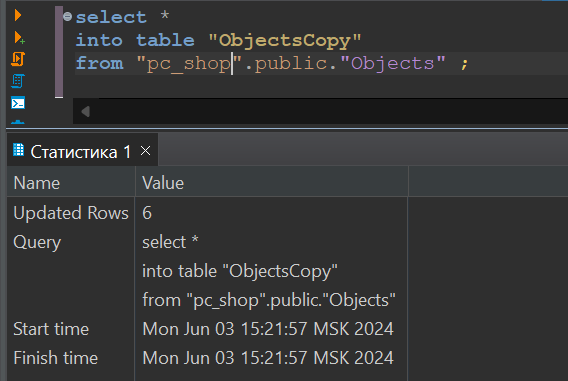 select *
into table "ObjectsCopy"
from "pc_shop".public."Objects" ;
Статистика 1
Name Value
Updated Rows 6
Query select *
into table "ObjectsCopy"
from "pc_shop".public."Objects"
Start time Mon Jun 03 15:21:57 MSK 2024
Finish time Mon Jun 03 15:21:57 MSK 2024